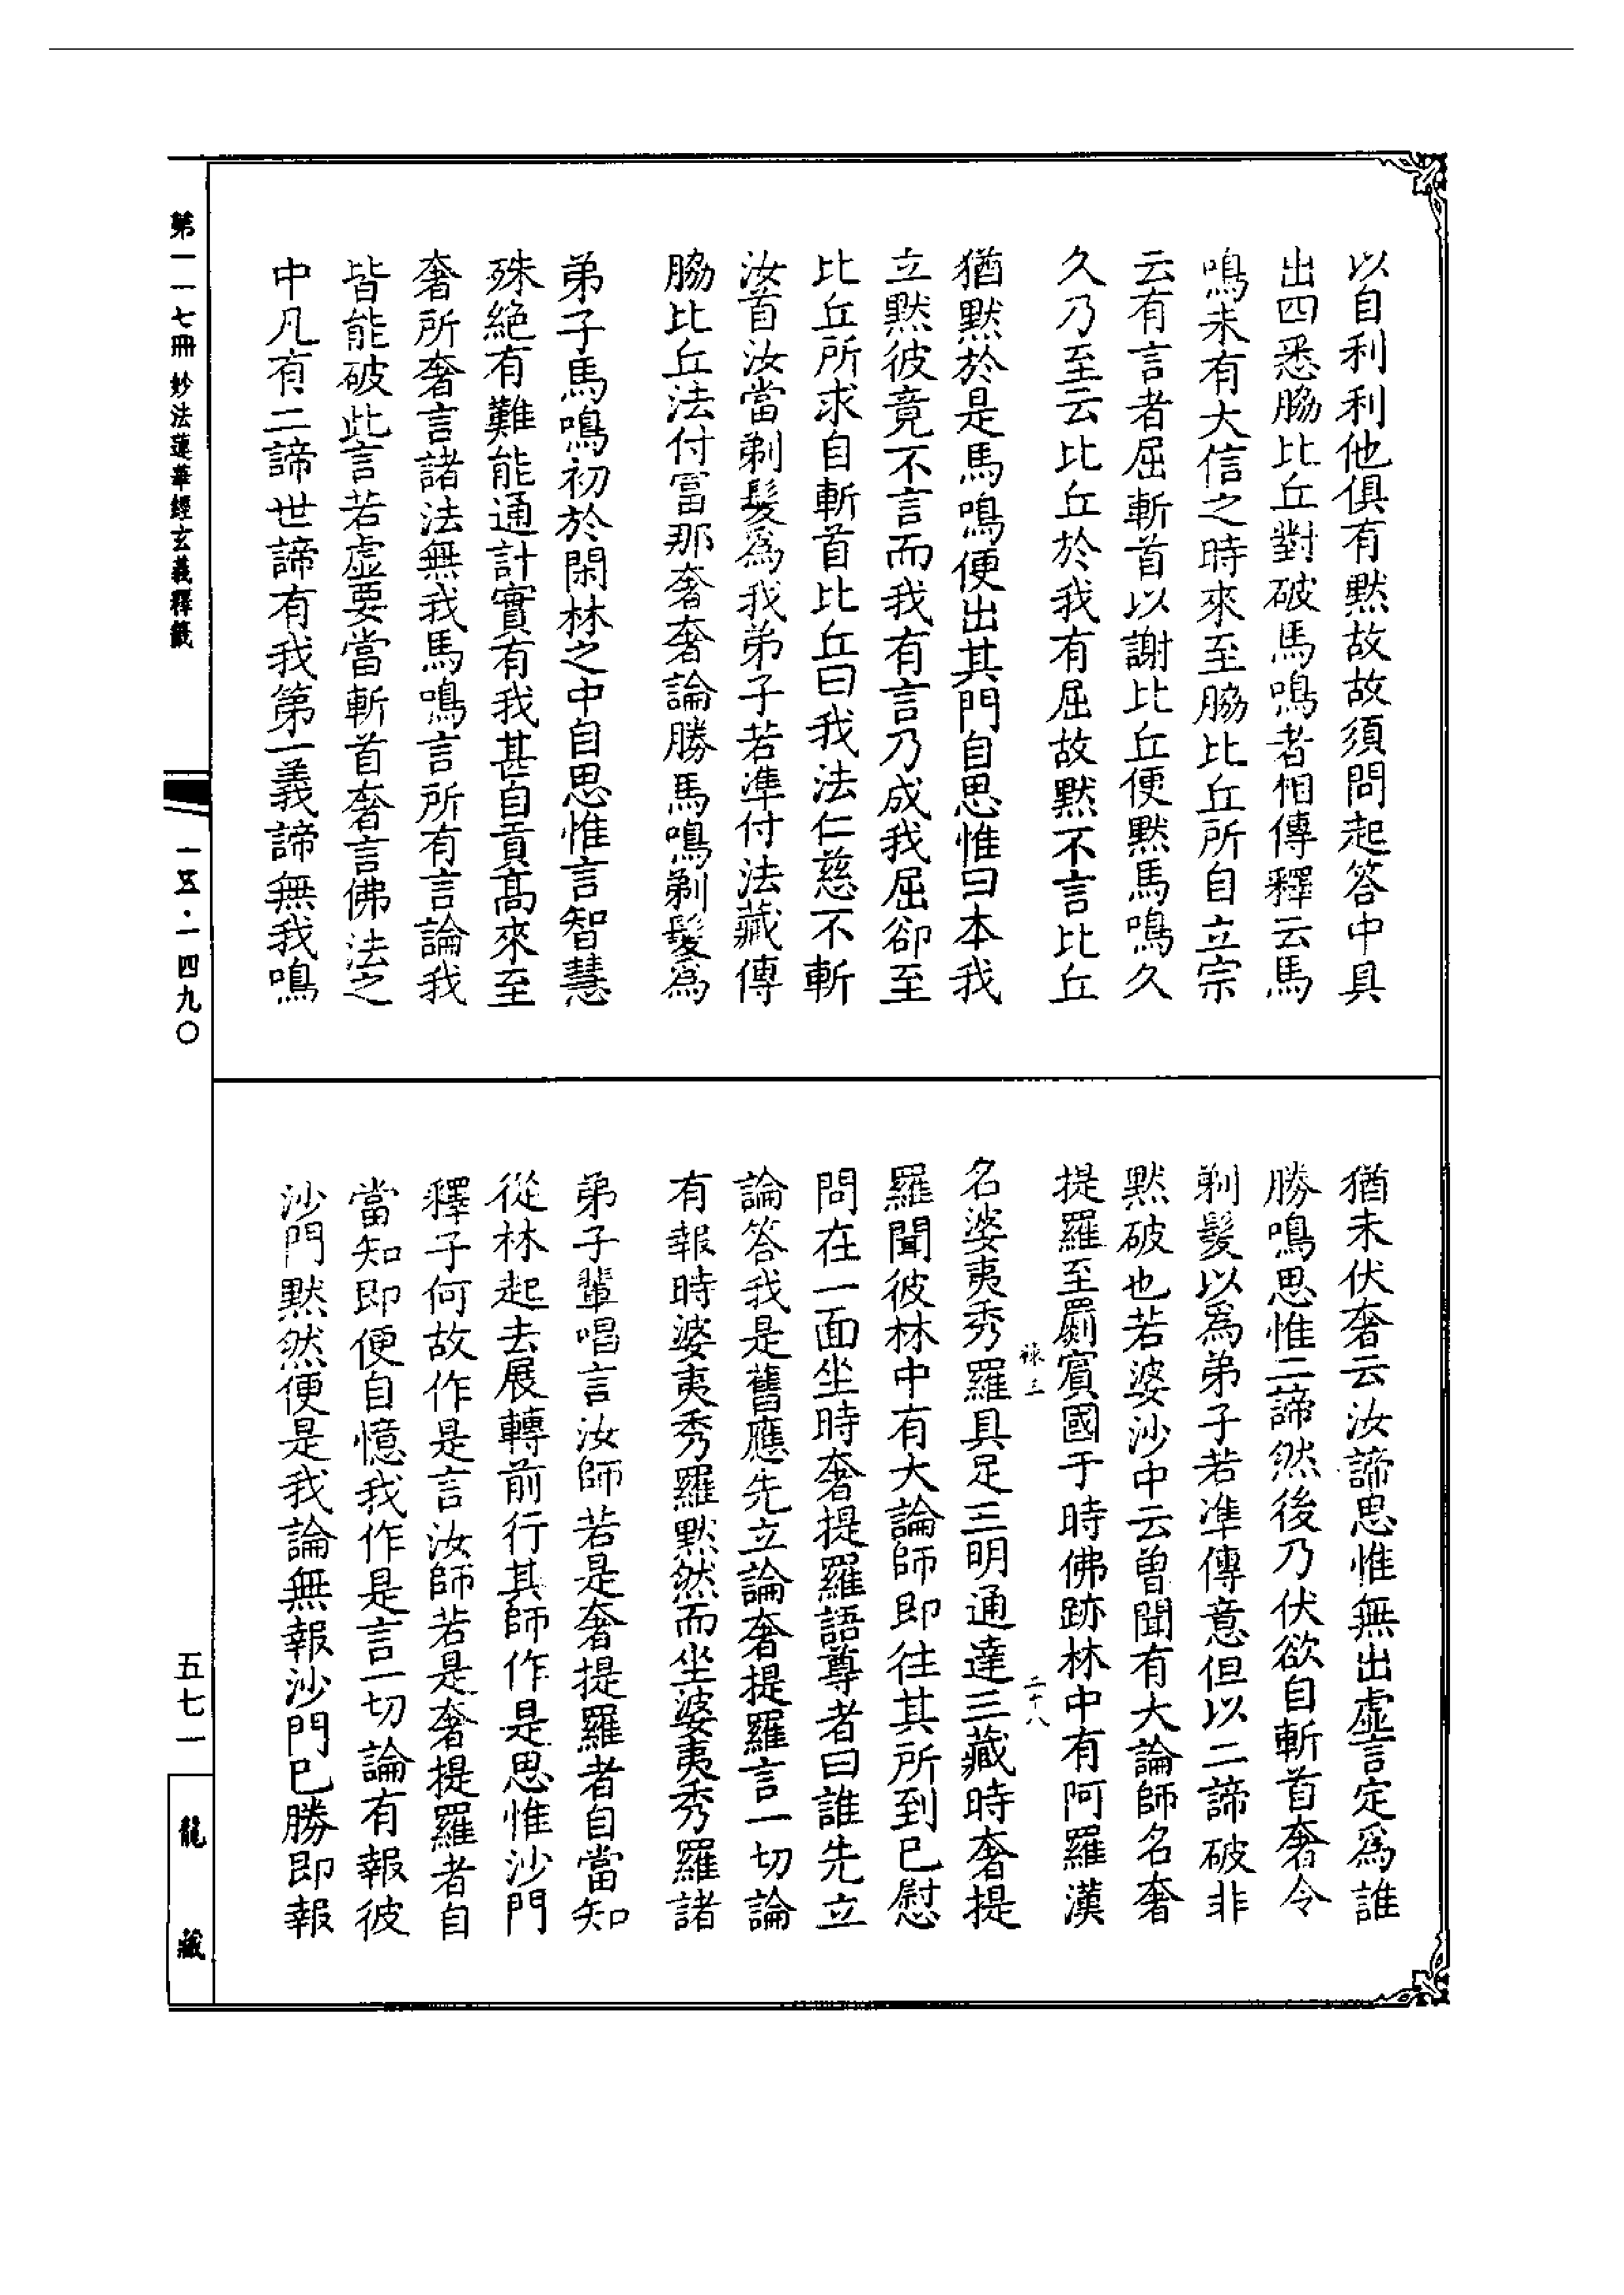 以自利利他俱有黙故故須問起答中具
出四悉脇比丘對破馬鳴者相傳釋云馬
鳴未有大信之時來至脇比丘所自立宗
云有言者屈斬首以謝比丘便黙馬鳴久
久乃至云比丘於我有屈故黙不言比丘
猶黙於是馬鳴便出其門自思惟曰本我
立黙彼竟不言而我有言乃成我屈卻至
比丘所求自斬首比丘曰我法仁慈不斬
汝首汝當剃髮爲我弟子若準付法藏傳
脇比丘法付富那奢奢論勝馬鳴剃髮爲
弟子馬鳴初於閑林之中自思惟言智慧
殊絶有難能通計實有我甚自貢高來至
奢所奢言諸法無我馬鳴言所有言論我
皆能破此言若虛要當斬首奢言佛法之
中凡有二諦世諦有我第一義諦無我鳴
猶未伏奢云汝諦思惟無出虛言定爲誰
勝鳴思惟二諦然後乃伏欲自斬首奢令
剃髮以爲弟子若準傳意但以二諦破非
黙破也若婆沙中云曽聞有大論師名奢
提羅至罽賓國于時佛跡林中有阿羅漢
祿三 二十八
名婆夷秀羅具足三明通達三藏時奢提
羅聞彼林中有大論師即往其所到已慰
問在一面坐時奢提羅語尊者曰誰先立
論答我是舊應先立論奢提羅言一切論
有報時婆夷秀羅黙然而坐婆夷秀羅諸
弟子輩唱言汝師若是奢提羅者自當知
從林起去展轉前行其師作是思惟沙門
釋子何故作是言汝師若是奢提羅者自
當知即便自憶我作是言一切論有報彼
沙門黙然便是我論無報沙門已勝即報
第一一七冊 妙法蓮華經玄義釋籤
一五·一四九〇
五七一
龍藏